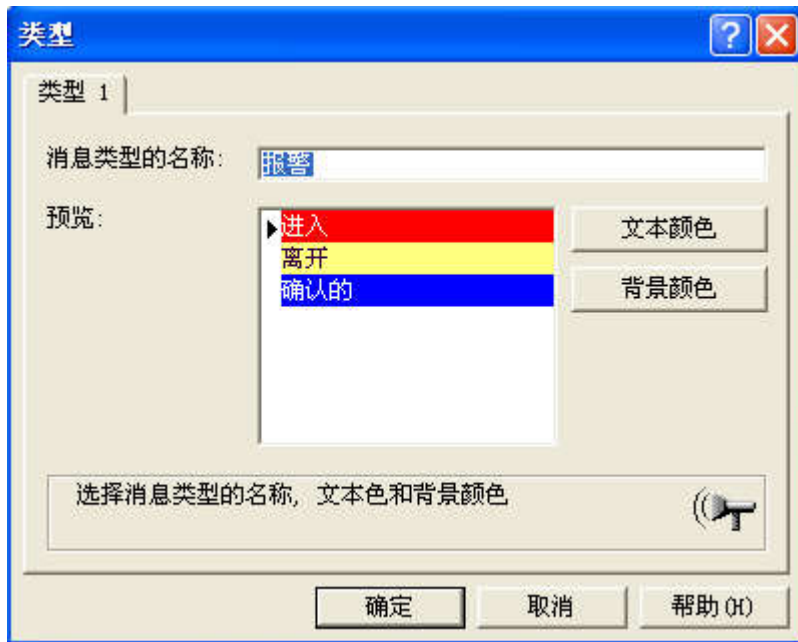 类型
类型 1
消息类型的名称:
报警
预览:
进入
离开
确认的
文本颜色
背景颜色
选择消息类型的名称, 文本色和背景颜色
确定
取消
帮助(H)